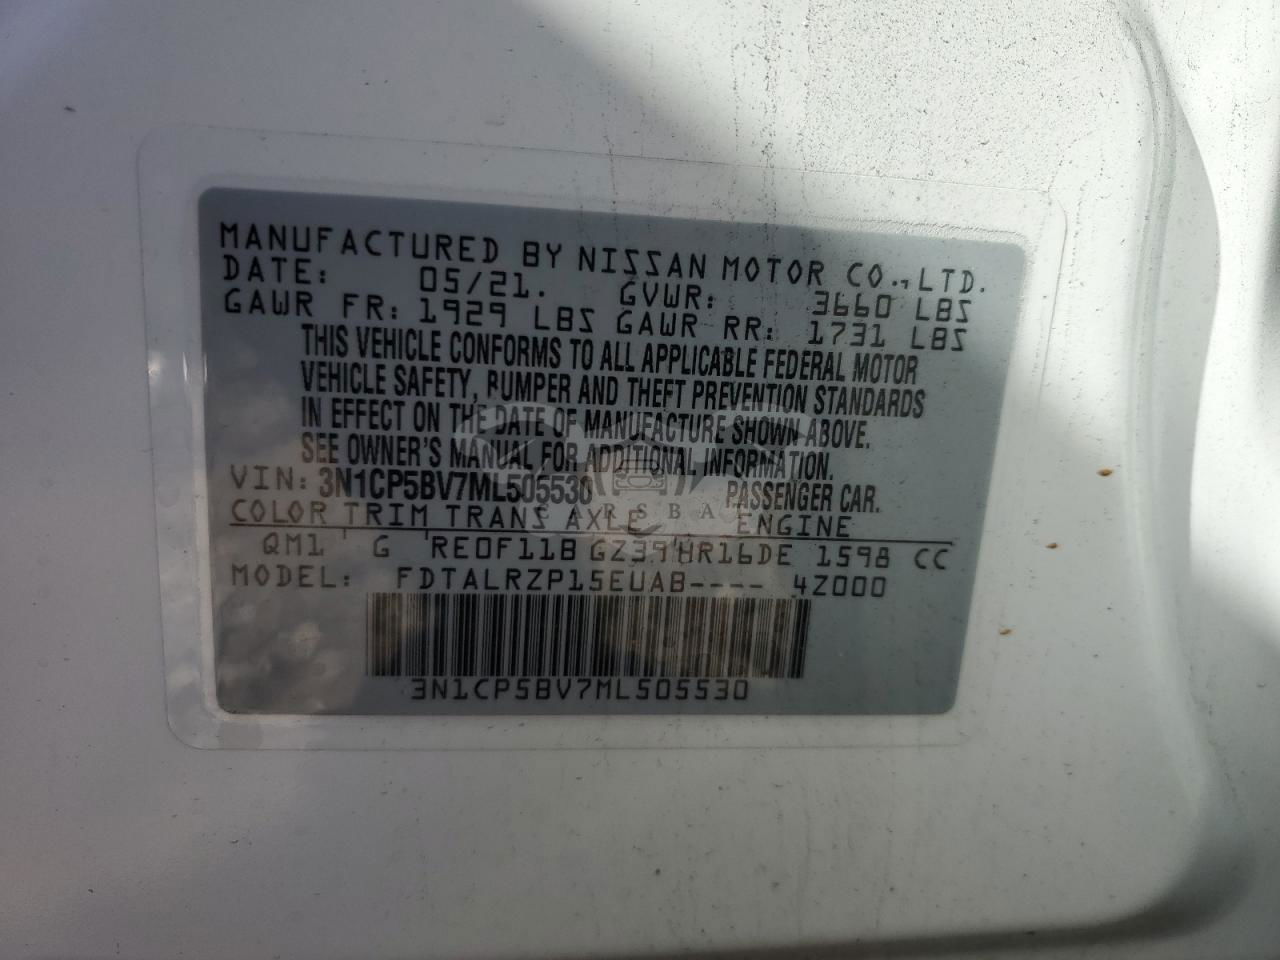 MANUFACTURED BY NISSAN MOTOR CO., LTD.
DATE: 05/21. GVWR: 3660 LBS
GAWR FR: 1929 LBS GAWR RR: 1731 LBS
THIS VEHICLE CONFORMS TO ALL APPLICABLE FEDERAL MOTOR
VEHICLE SAFETY, BUMPER AND THEFT PREVENTION STANDARDS
IN EFFECT ON THE DATE OF MANUFACTURE SHOWN ABOVE.
SEE OWNER'S MANUAL FOR ADDITIONAL INFORMATION.
VIN: 3N1CP5BV7ML505530 PASSENGER CAR.
CARSBA
COLOR TRIM TRANS AXLE ENGINE
QM1 G RE0F11B GZ39 HR16DE 1598 CC
MODEL: FDTALRZP15EUAB---- 4Z000
3N1CP5BV7ML505530